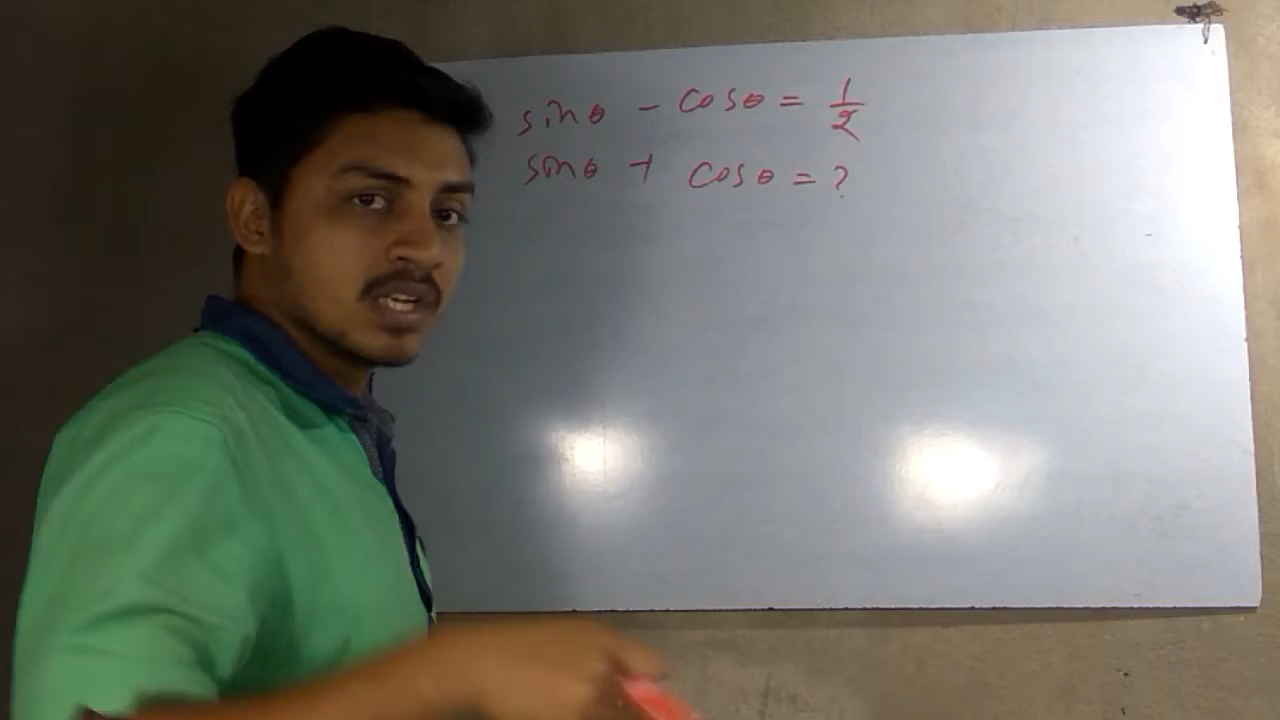 sinθ - cosθ = 1/2
sinθ + cosθ = ?